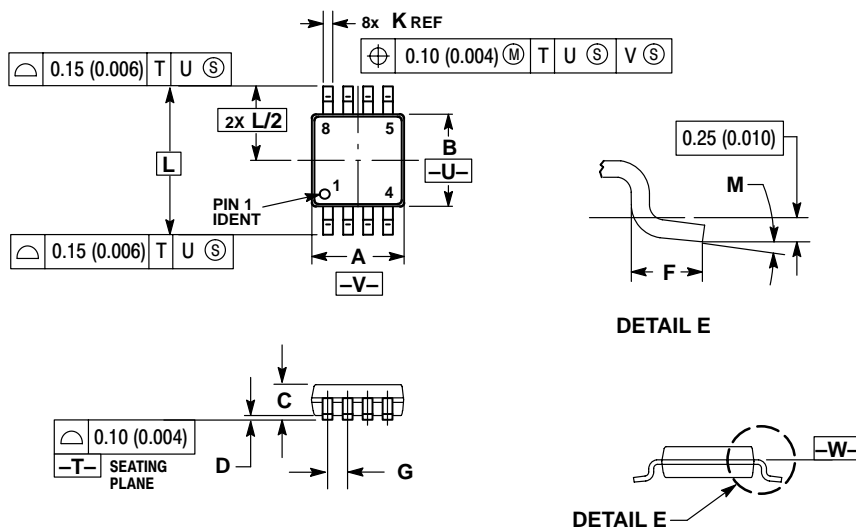 8x K REF
⌓ 0.15 (0.006) T U Ⓢ
⌖ 0.10 (0.004) Ⓜ T U Ⓢ V Ⓢ
2X L/2
8 5
B
–U–
L
1
4
PIN 1
IDENT
⌓ 0.15 (0.006) T U Ⓢ
A
–V–
0.25 (0.010)
M
F
DETAIL E
C
⌓ 0.10 (0.004)
–T– SEATING
PLANE
D
G
–W–
DETAIL E